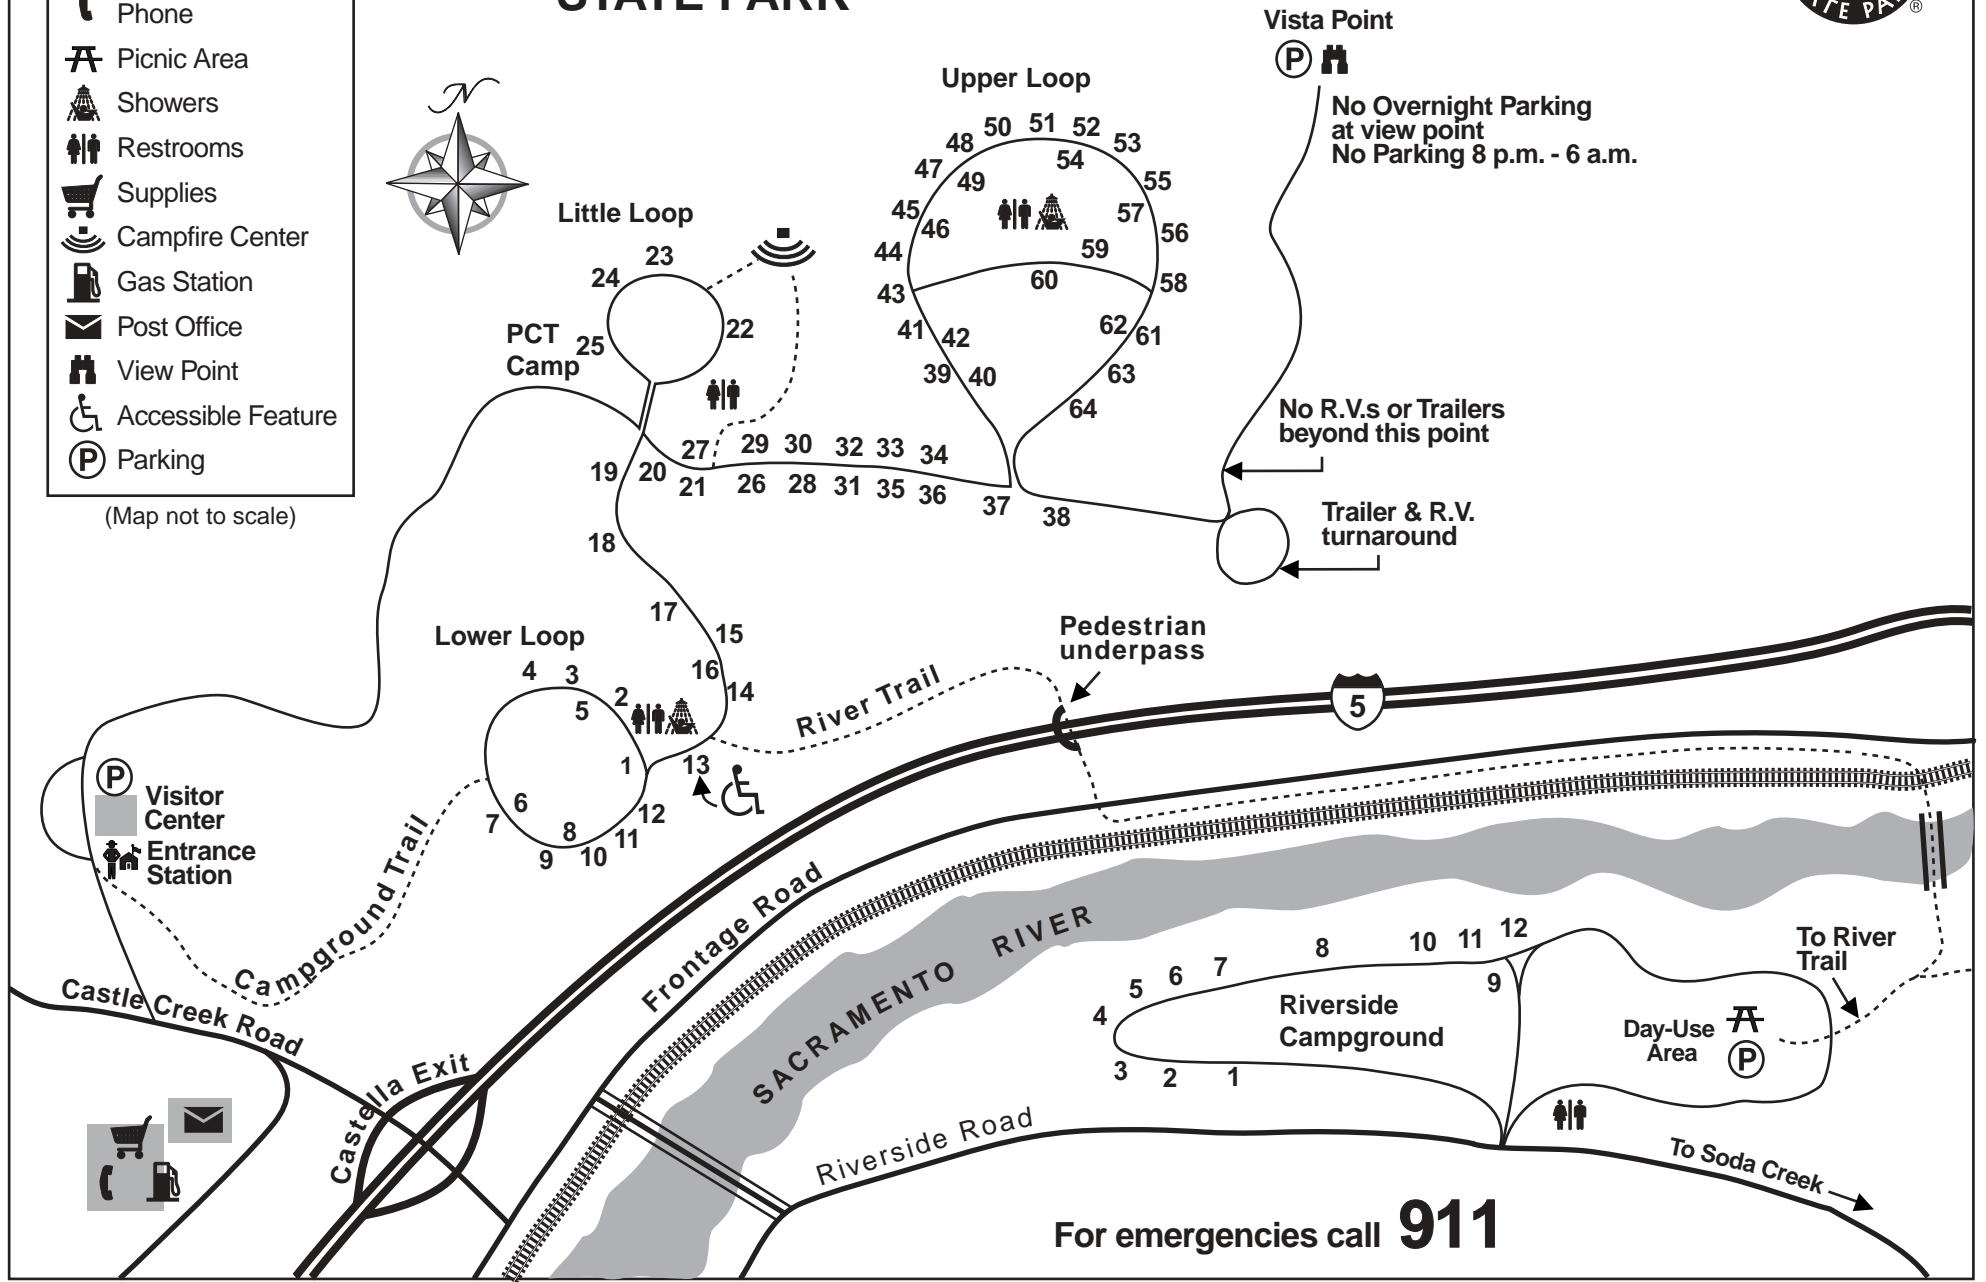 STATE PARK
Phone
Picnic Area
Showers
Restrooms
Supplies
Campfire Center
Gas Station
Post Office
View Point
Accessible Feature
P Parking
(Map not to scale)
N
®
Vista Point
P
No Overnight Parking
at view point
No Parking 8 p.m. - 6 a.m.
Upper Loop
50 51 52
48 53
54
47 49 55
45 57
46 56
44 59
60 58
43
41 42 62 61
39 40 63
64
Little Loop
23
24
22
PCT
Camp
25
27 29 30 32 33 34
19 20 21 26 28 31 35 36
37 38
18
17
15
16
14
No R.V.s or Trailers
beyond this point
Trailer & R.V.
turnaround
Lower Loop
4 3 2
5
1
13
6
7 12
8 11
9 10
River Trail
Pedestrian
underpass
5
P
Visitor
Center
Entrance
Station
Campground Trail
Castle Creek Road
Castella Exit
Frontage Road
SACRAMENTO RIVER
Riverside Road
8 10 11 12
7
6
5 9
4
3 2 1
Riverside
Campground
Day-Use
Area
P
To River
Trail
To Soda Creek
For emergencies call 911